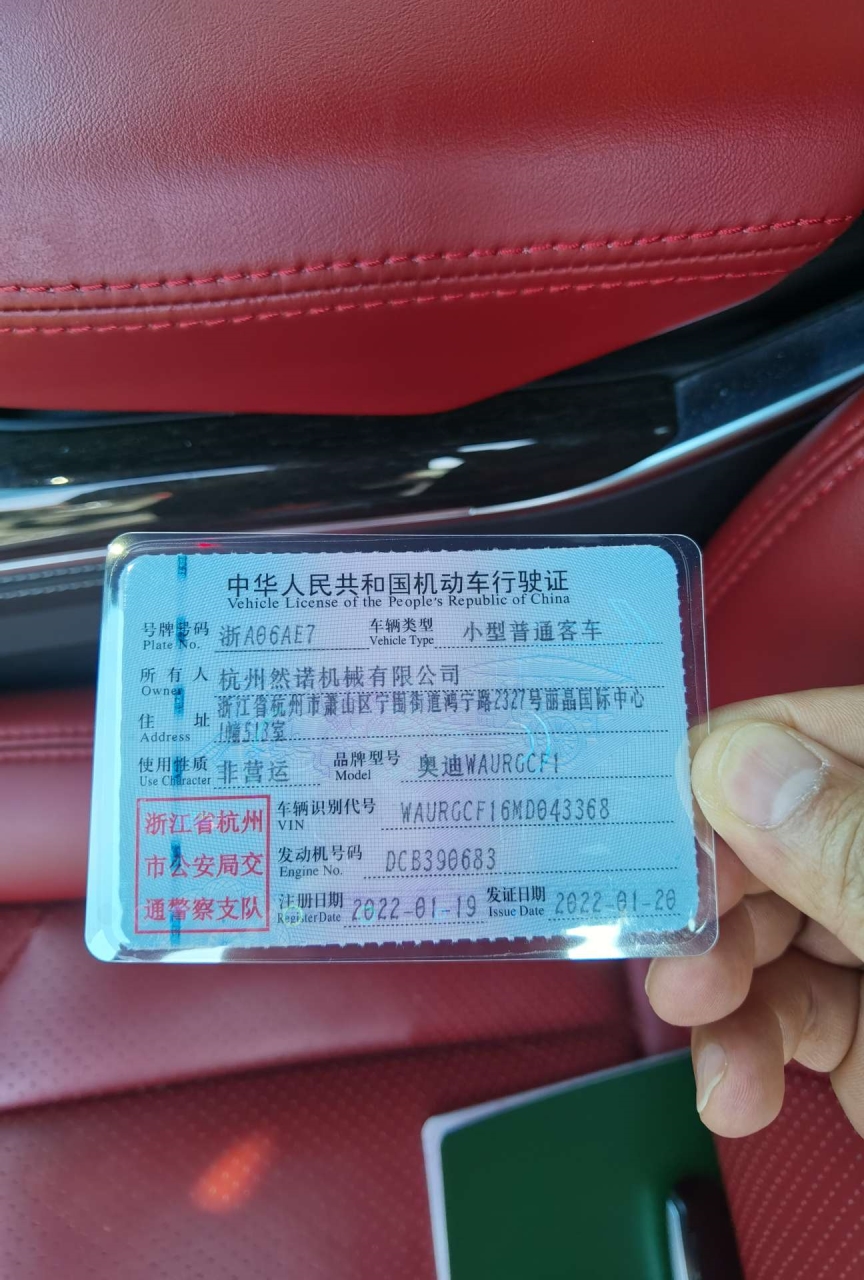 中华人民共和国机动车行驶证
Vehicle License of the People's Republic of China
号牌号码 浙A06AE7 车辆类型 小型普通客车
Plate No. Vehicle Type
所有人 杭州然诺机械有限公司
Owner
浙江省杭州市萧山区宁围街道鸿宁路2327号丽晶国际中心
住址 1幢513室
Address
使用性质 非营运 品牌型号 奥迪WAURGCF1
Use Character Model
浙江省杭州
市公安局交
通警察支队
车辆识别代号 WAURGCF16MD043368
VIN
发动机号码 DCB390683
Engine No.
注册日期 2022-01-19 发证日期 2022-01-20
Register Date Issue Date